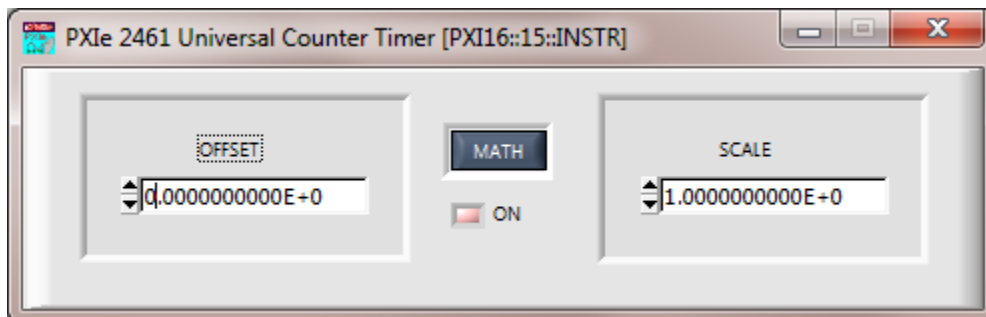 PXIe 2461 Universal Counter Timer [PXI16::15::INSTR]
OFFSET
0.0000000000E+0
MATH
ON
SCALE
1.0000000000E+0